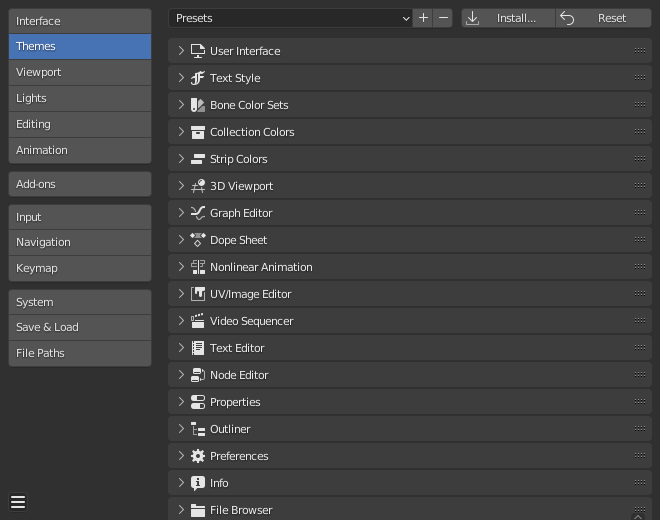 Interface
Themes
Viewport
Lights
Editing
Animation
Add-ons
Input
Navigation
Keymap
System
Save & Load
File Paths
Presets
Install...
Reset
User Interface
Text Style
Bone Color Sets
Collection Colors
Strip Colors
3D Viewport
Graph Editor
Dope Sheet
Nonlinear Animation
UV/Image Editor
Video Sequencer
Text Editor
Node Editor
Properties
Outliner
Preferences
Info
File Browser